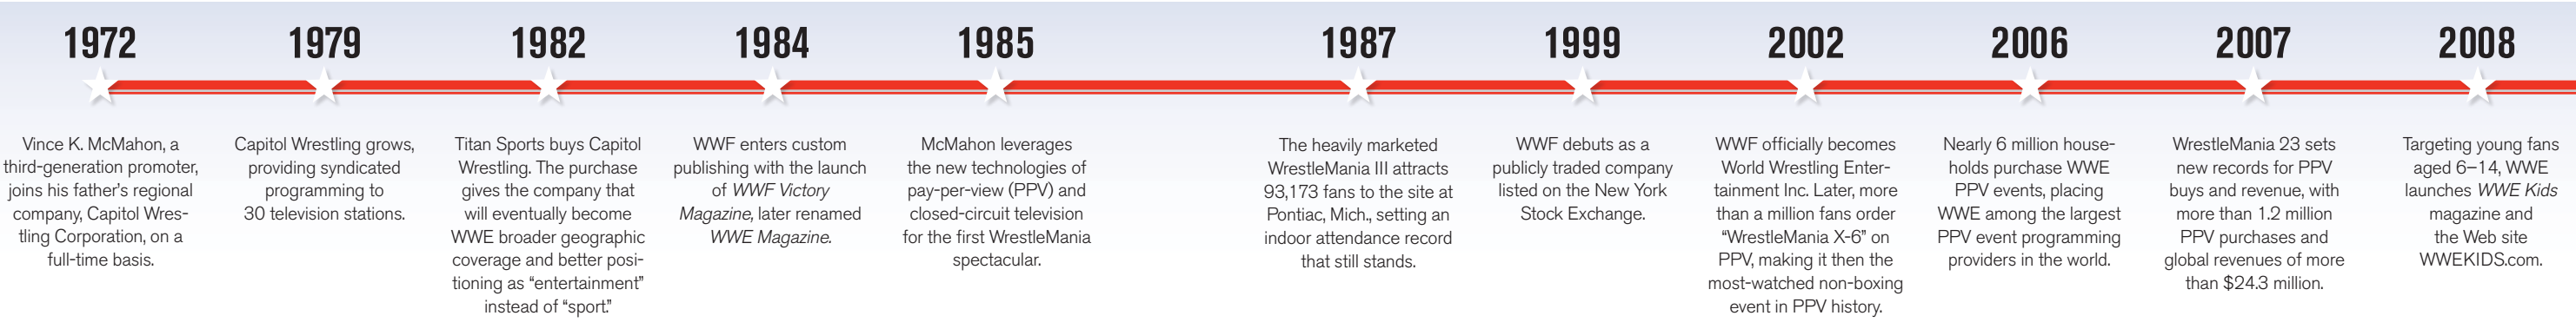 1972
Vince K. McMahon, a
third-generation promoter,
joins his father's regional
company, Capitol Wres-
tling Corporation, on a
full-time basis.
1979
Capitol Wrestling grows,
providing syndicated
programming to
30 television stations.
1982
Titan Sports buys Capitol
Wrestling. The purchase
gives the company that
will eventually become
WWE broader geographic
coverage and better posi-
tioning as “entertainment”
instead of “sport.”
1984
WWF enters custom
publishing with the launch
of WWF Victory
Magazine, later renamed
WWE Magazine.
1985
McMahon leverages
the new technologies of
pay-per-view (PPV) and
closed-circuit television
for the first WrestleMania
spectacular.
1987
The heavily marketed
WrestleMania III attracts
93,173 fans to the site at
Pontiac, Mich., setting an
indoor attendance record
that still stands.
1999
WWF debuts as a
publicly traded company
listed on the New York
Stock Exchange.
2002
WWF officially becomes
World Wrestling Enter-
tainment Inc. Later, more
than a million fans order
“WrestleMania X-6” on
PPV, making it then the
most-watched non-boxing
event in PPV history.
2006
Nearly 6 million house-
holds purchase WWE
PPV events, placing
WWE among the largest
PPV event programming
providers in the world.
2007
WrestleMania 23 sets
new records for PPV
buys and revenue, with
more than 1.2 million
PPV purchases and
global revenues of more
than $24.3 million.
2008
Targeting young fans
aged 6–14, WWE
launches WWE Kids
magazine and
the Web site
WWEKIDS.com.